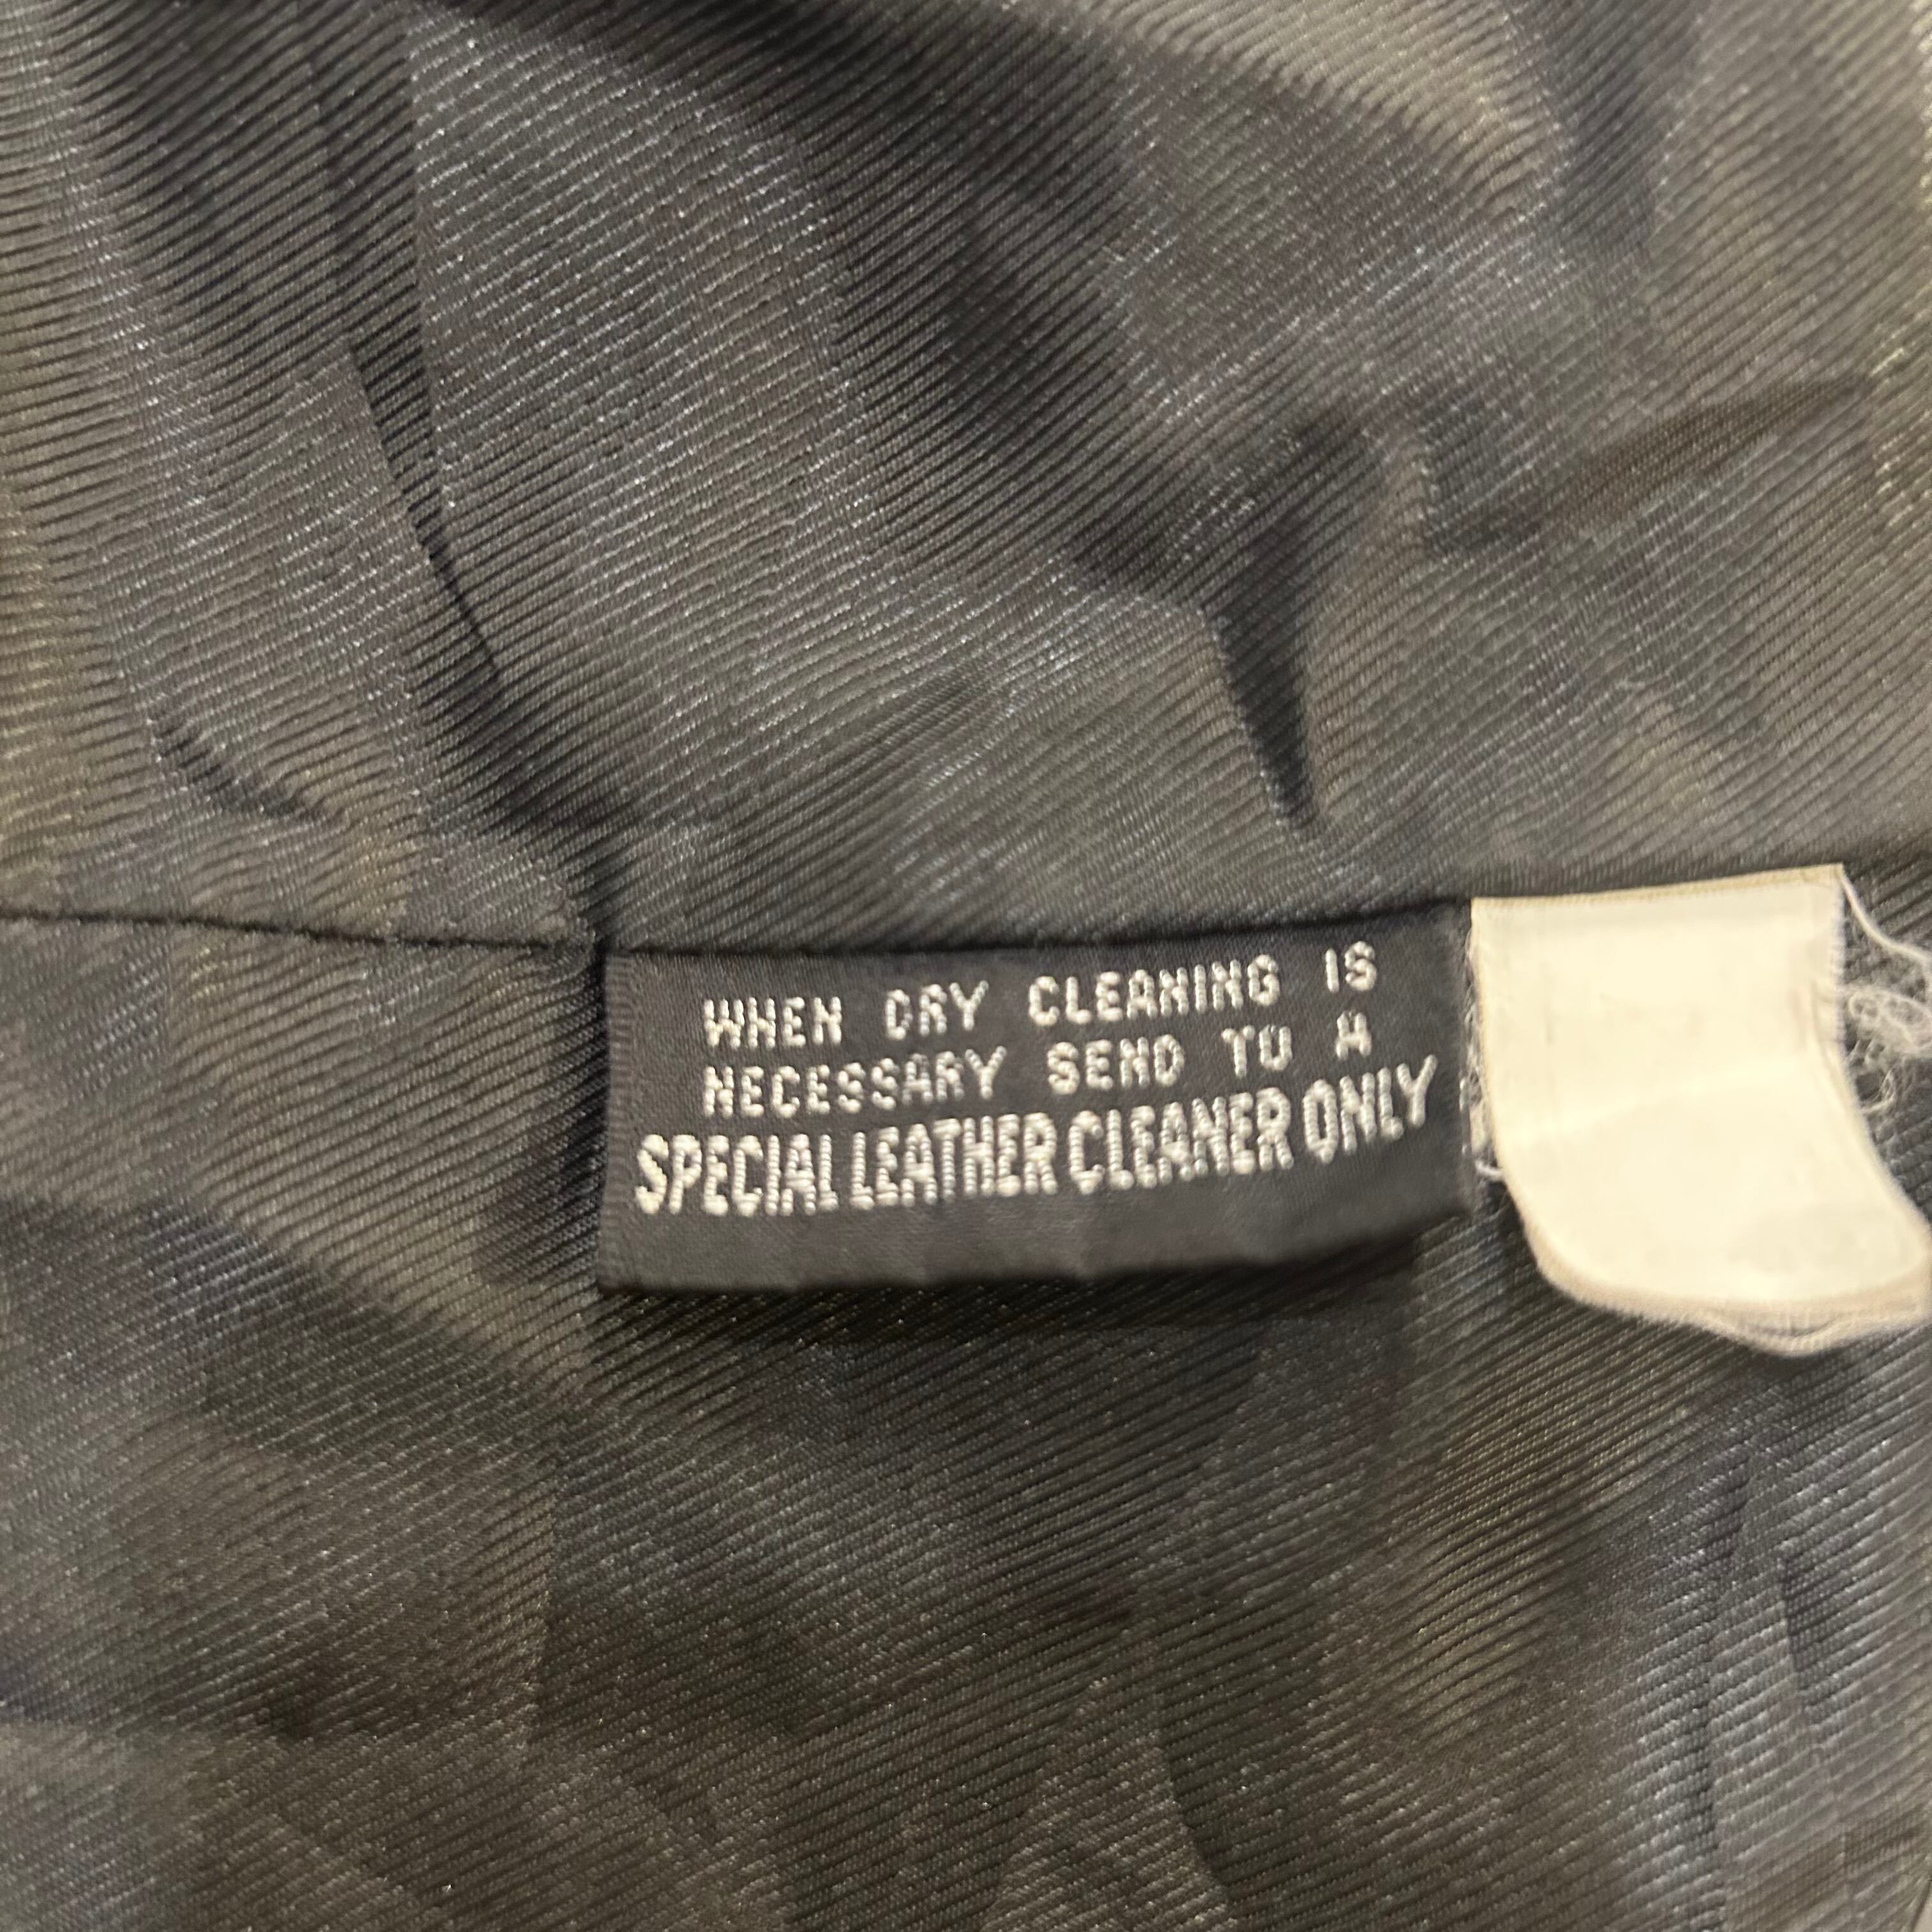 WHEN DRY CLEANING IS
NECESSARY SEND TO A
SPECIAL LEATHER CLEANER ONLY